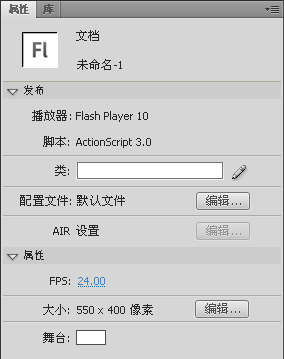 属性 库
Fl 文档
未命名-1
发布
播放器: Flash Player 10
脚本: ActionScript 3.0
类:
配置文件: 默认文件 编辑...
AIR 设置 编辑...
属性
FPS: 24.00
大小: 550 x 400 像素 编辑...
舞台: